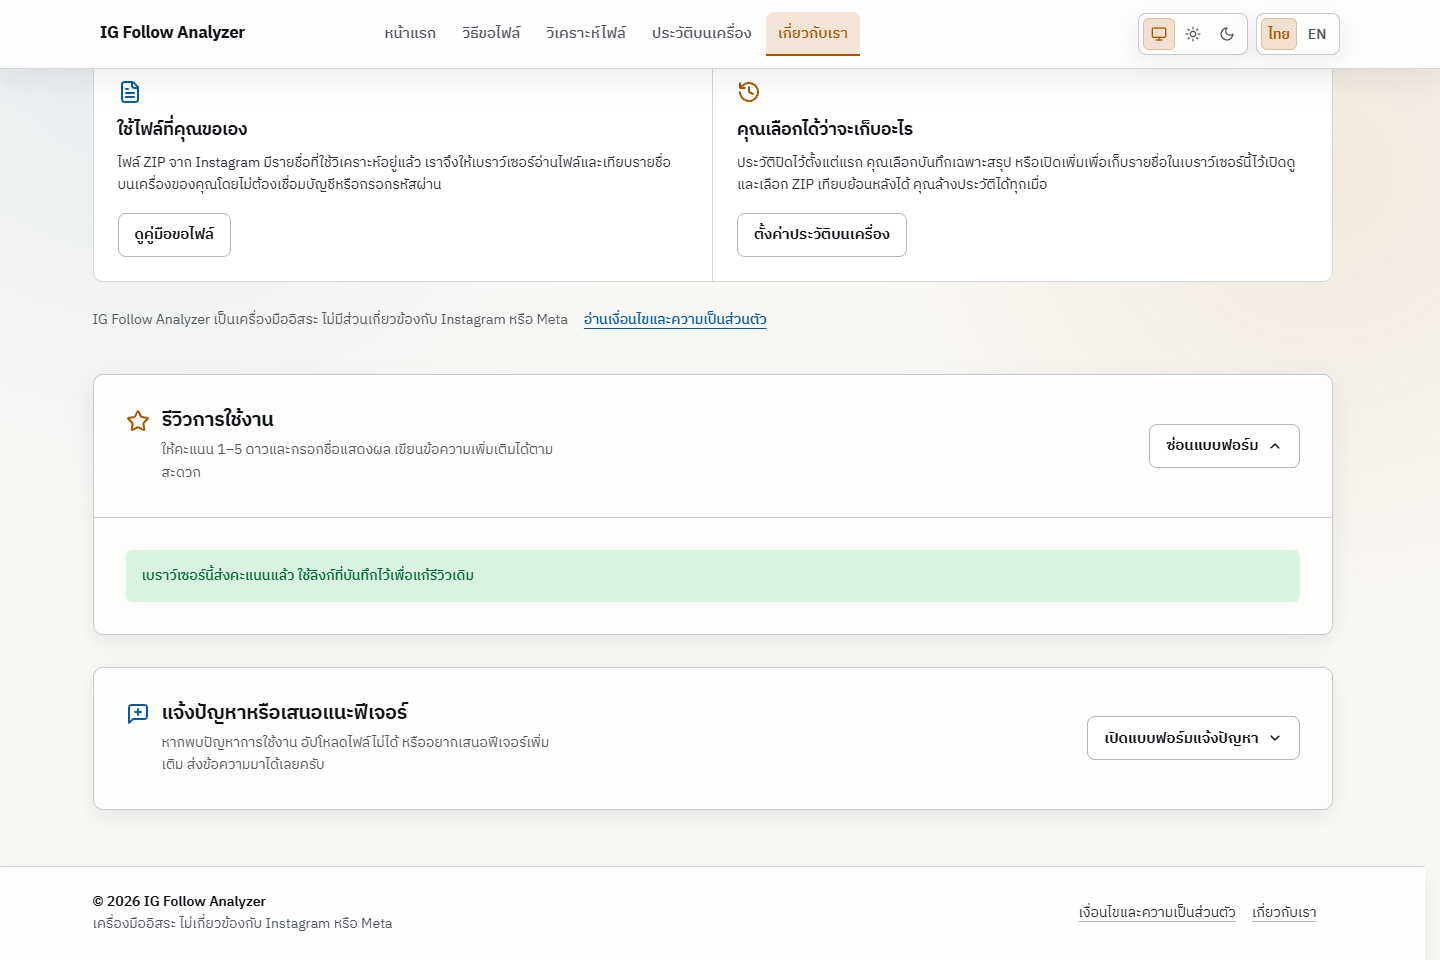 IG Follow Analyzer
หน้าแรก
วิธีขอไฟล์
วิเคราะห์ไฟล์
ประวัติบนเครื่อง
เกี่ยวกับเรา
ไทย
EN
ใช้ไฟล์ที่คุณขอเอง
ไฟล์ ZIP จาก Instagram มีรายชื่อที่ใช้วิเคราะห์อยู่แล้ว เราจึงให้เบราว์เซอร์อ่านไฟล์และเทียบรายชื่อ
บนเครื่องของคุณโดยไม่ต้องเชื่อมบัญชีหรือกรอกรหัสผ่าน
ดูคู่มือขอไฟล์
คุณเลือกได้ว่าจะเก็บอะไร
ประวัติปิดไว้ตั้งแต่แรก คุณเลือกบันทึกเฉพาะสรุป หรือเปิดเพิ่มเพื่อเก็บรายชื่อในเบราว์เซอร์นี้ไว้เปิดดู
และเลือก ZIP เทียบย้อนหลังได้ คุณล้างประวัติได้ทุกเมื่อ
ตั้งค่าประวัติบนเครื่อง
IG Follow Analyzer เป็นเครื่องมืออิสระ ไม่มีส่วนเกี่ยวข้องกับ Instagram หรือ Meta
อ่านเงื่อนไขและความเป็นส่วนตัว
รีวิวการใช้งาน
ให้คะแนน 1–5 ดาวและกรอกชื่อแสดงผล เขียนข้อความเพิ่มเติมได้ตาม
สะดวก
ซ่อนแบบฟอร์ม
เบราว์เซอร์นี้ส่งคะแนนแล้ว ใช้ลิงก์ที่บันทึกไว้เพื่อแก้รีวิวเดิม
แจ้งปัญหาหรือเสนอแนะฟีเจอร์
หากพบปัญหาการใช้งาน อัปโหลดไฟล์ไม่ได้ หรืออยากเสนอฟีเจอร์เพิ่ม
เติม ส่งข้อความมาได้เลยครับ
เปิดแบบฟอร์มแจ้งปัญหา
© 2026 IG Follow Analyzer
เครื่องมืออิสระ ไม่เกี่ยวข้องกับ Instagram หรือ Meta
เงื่อนไขและความเป็นส่วนตัว
เกี่ยวกับเรา